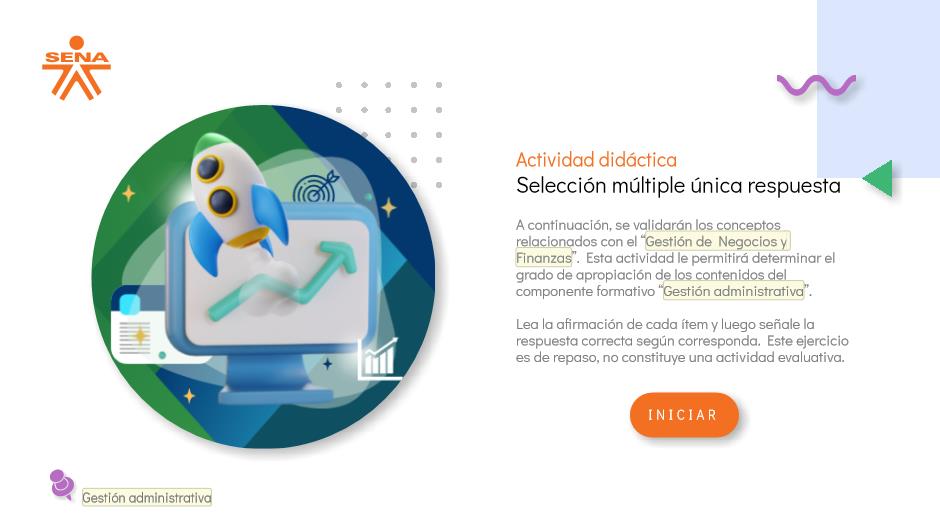 SENA
Actividad didáctica
Selección múltiple única respuesta
A continuación, se validarán los conceptos
relacionados con el “Gestión de Negocios y
Finanzas”. Esta actividad le permitirá determinar el
grado de apropiación de los contenidos del
componente formativo “Gestión administrativa”.
Lea la afirmación de cada ítem y luego señale la
respuesta correcta según corresponda. Este ejercicio
es de repaso, no constituye una actividad evaluativa.
INICIAR
Gestión administrativa